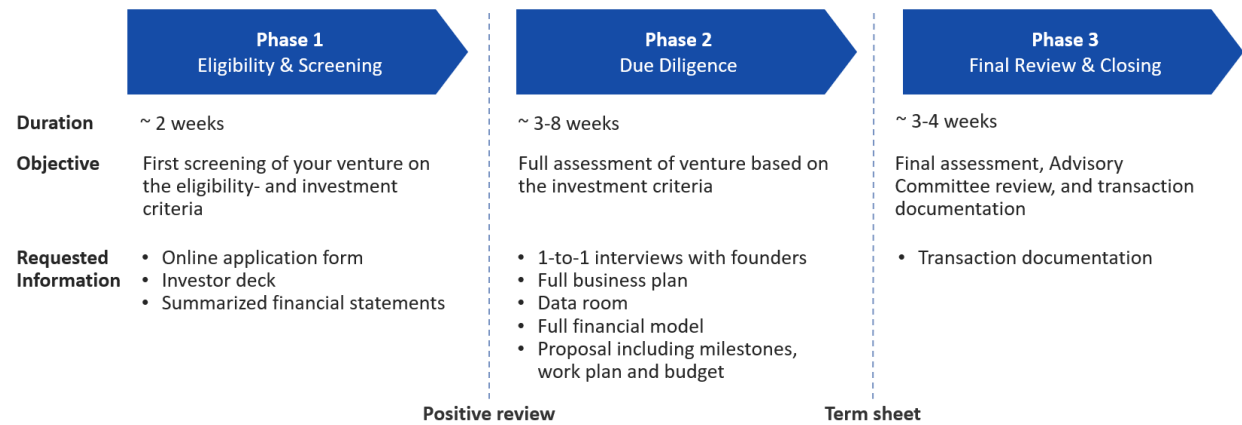 Phase 1
Eligibility & Screening
Phase 2
Due Diligence
Phase 3
Final Review & Closing
Duration
~ 2 weeks
~ 3-8 weeks
~ 3-4 weeks
Objective
First screening of your venture on
the eligibility- and investment
criteria
Full assessment of venture based on
the investment criteria
Final assessment, Advisory
Committee review, and transaction
documentation
Requested
Information
• Online application form
• Investor deck
• Summarized financial statements
• 1-to-1 interviews with founders
• Full business plan
• Data room
• Full financial model
• Proposal including milestones,
work plan and budget
• Transaction documentation
Positive review
Term sheet